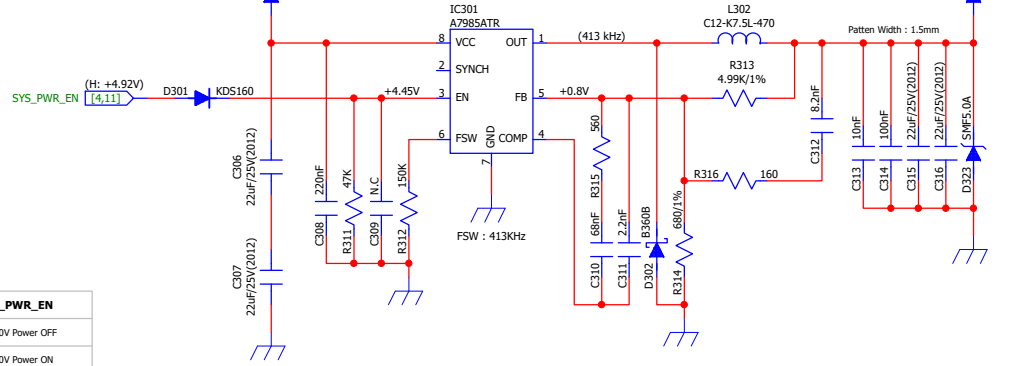 IC301
A7985ATR
8 VCC
OUT 1
2 SYNCH
3 EN
FB 5
6 FSW
COMP 4
GND
7
FSW : 413KHz
(413 kHz)
L302
C12-K7.5L-470
Patten Width : 1.5mm
R313
4.99K/1%
+0.8V
+4.45V
(H: +4.92V)
SYS_PWR_EN
[4,11]
D301
KDS160
C306
22uF/25V(2012)
C307
22uF/25V(2012)
220nF
C308
47K
R311
N.C
C309
150K
R312
560
R315
68nF
C310
2.2nF
C311
B360B
D302
680/1%
R314
R316
160
8.2nF
C312
10nF
C313
100nF
C314
22uF/25V(2012)
C315
22uF/25V(2012)
C316
SMF5.0A
D323
_PWR_EN
0V Power OFF
0V Power ON